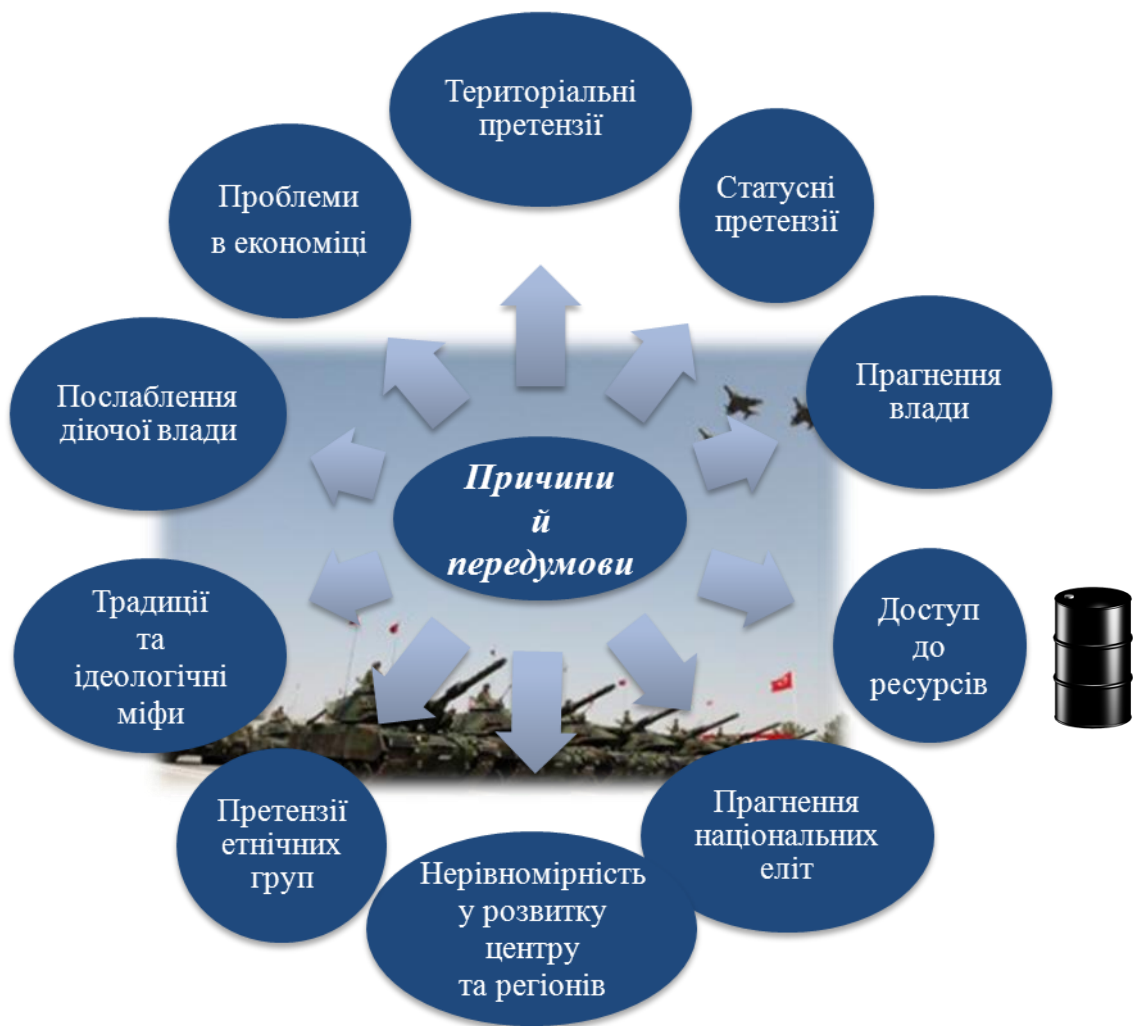 Територіальні
претензії
Статусні
претензії
Прагнення
влади
Доступ
до
ресурсів
Прагнення
національних
еліт
Нерівномірність
у розвитку
центру
та регіонів
Претензії
етнічних
груп
Традиції
та
ідеологічні
міфи
Послаблення
діючої влади
Проблеми
в економіці
Причини
й
передумови